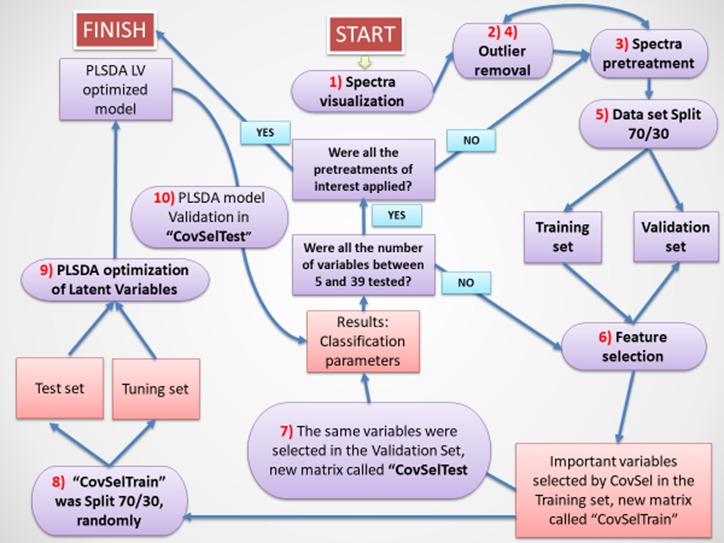 FINISH
START
2) 4)
Outlier
removal
3) Spectra
pretreatment
PLSDA LV
optimized
model
1) Spectra
visualization
5) Data set Split
70/30
YES
NO
Were all the
pretreatments of
interest applied?
10) PLSDA model
Validation in
“CovSelTest”
YES
Training
set
Validation
set
Were all the number
of variables between
5 and 39 tested?
NO
9) PLSDA optimization
of Latent Variables
Results:
Classification
parameters
6) Feature
selection
Test set
Tuning set
7) The same variables were
selected in the Validation Set,
new matrix called “CovSelTest
Important variables
selected by CovSel in the
Training set, new matrix
called “CovSelTrain”
8) “CovSelTrain”
was Split 70/30,
randomly